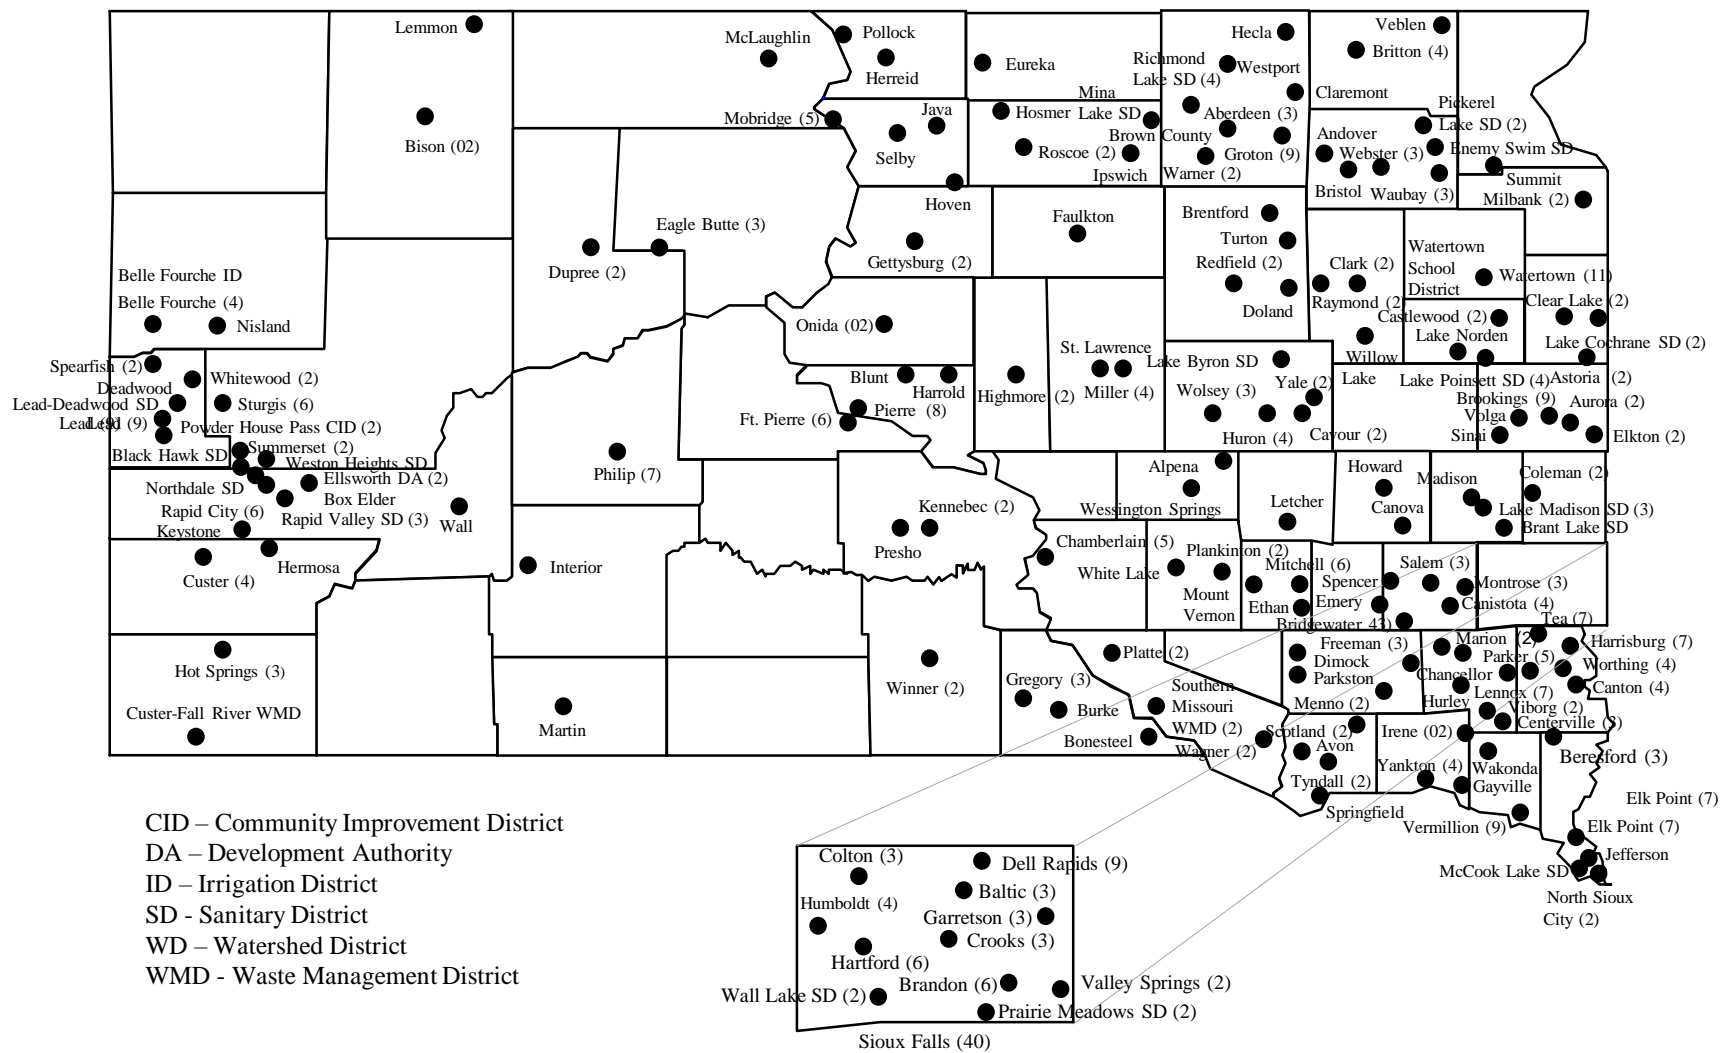 Lemmon
McLaughlin
Pollock
Herreid
Eureka
Hecla
Richmond
Lake SD (4)
Westport
Veblen
Britton (4)
Claremont
Bison (02)
Mobridge (5)
Java
Selby
Mina
Hosmer
Lake SD
Roscoe (2)
Ipswich
Aberdeen (3)
Brown County
Groton (9)
Warner (2)
Pickerel
Lake SD (2)
Andover
Webster (3)
Enemy Swim SD
Bristol
Waubay (3)
Summit
Milbank (2)
Hoven
Eagle Butte (3)
Dupree (2)
Gettysburg (2)
Faulkton
Brentford
Turton
Redfield (2)
Doland
Clark (2)
Raymond (2)
Watertown
School
District
Watertown (11)
Belle Fourche ID
Belle Fourche (4)
Nisland
Onida (02)
Castlewood (2)
Clear Lake (2)
Lake Norden
Lake Cochrane SD (2)
Willow
Lake
Spearfish (2)
Deadwood
Lead-Deadwood SD
Lead (9)
Whitewood (2)
Sturgis (6)
Powder House Pass CID (2)
Black Hawk SD
Summerset (2)
Weston Heights SD
Ellsworth DA (2)
Northdale SD
Box Elder
Rapid City (6)
Rapid Valley SD (3)
Keystone
Wall
Custer (4)
Hermosa
Blunt
Harrold
Ft. Pierre (6)
Pierre (8)
Highmore (2)
St. Lawrence
Miller (4)
Lake Byron SD
Wolsey (3)
Yale (2)
Huron (4)
Cavour (2)
Lake Poinsett SD (4)
Astoria (2)
Brookings (9)
Volga
Aurora (2)
Sinai
Elkton (2)
Philip (7)
Interior
Kennebec (2)
Presho
Alpena
Wessington Springs
Letcher
Howard
Canova
Madison
Coleman (2)
Lake Madison SD (3)
Brant Lake SD
Chamberlain (5)
White Lake
Plankinton (2)
Mount
Vernon
Mitchell (6)
Ethan
Spencer
Emery
Bridgewater 43)
Salem (3)
Montrose (3)
Canistota (4)
Tea (7)
Harrisburg (7)
Worthing (4)
Canton (4)
Hot Springs (3)
Custer-Fall River WMD
Martin
Winner (2)
Gregory (3)
Burke
Bonesteel
Platte (2)
Southern
Missouri
WMD (2)
Wagner (2)
Freeman (3)
Dimock
Parkston
Menno (2)
Marion (2)
Parker (5)
Chancellor
Hurley
Lennox (7)
Viborg (2)
Centerville (3)
Scotland (2)
Avon
Tyndall (2)
Springfield
Irene (02)
Yankton (4)
Wakonda
Gayville
Vermillion (9)
Beresford (3)
Elk Point (7)
Elk Point (7)
Jefferson
McCook Lake SD
North Sioux
City (2)
CID – Community Improvement District
DA – Development Authority
ID – Irrigation District
SD - Sanitary District
WD – Watershed District
WMD - Waste Management District
Colton (3)
Dell Rapids (9)
Baltic (3)
Humboldt (4)
Garretson (3)
Crooks (3)
Hartford (6)
Brandon (6)
Valley Springs (2)
Wall Lake SD (2)
Prairie Meadows SD (2)
Sioux Falls (40)